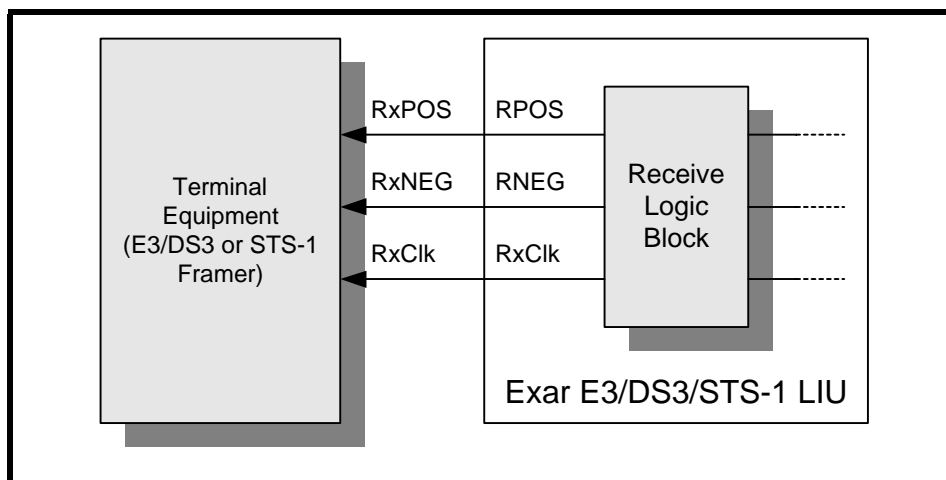 Terminal
Equipment
(E3/DS3 or STS-1
Framer)
RxPOS
RxNEG
RxClk
RPOS
RNEG
RxClk
Receive
Logic
Block
Exar E3/DS3/STS-1 LIU